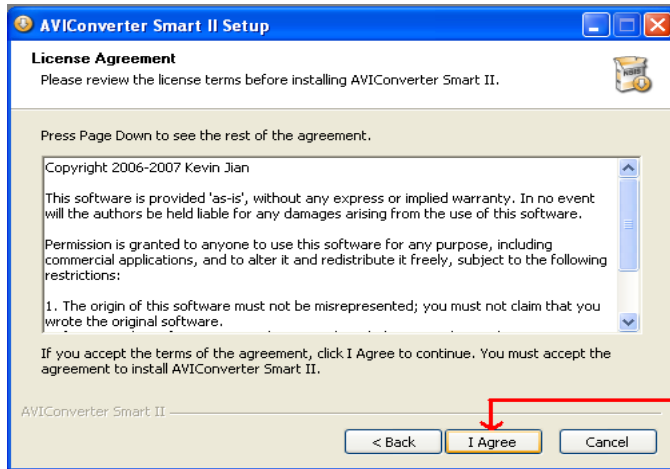 AVIConverter Smart II Setup
License Agreement
Please review the license terms before installing AVIConverter Smart II.
NSIS
Press Page Down to see the rest of the agreement.
Copyright 2006-2007 Kevin Jian
This software is provided 'as-is', without any express or implied warranty. In no event
will the authors be held liable for any damages arising from the use of this software.
Permission is granted to anyone to use this software for any purpose, including
commercial applications, and to alter it and redistribute it freely, subject to the following
restrictions:
1. The origin of this software must not be misrepresented; you must not claim that you
wrote the original software.
If you accept the terms of the agreement, click I Agree to continue. You must accept the
agreement to install AVIConverter Smart II.
AVIConverter Smart II
< Back
I Agree
Cancel